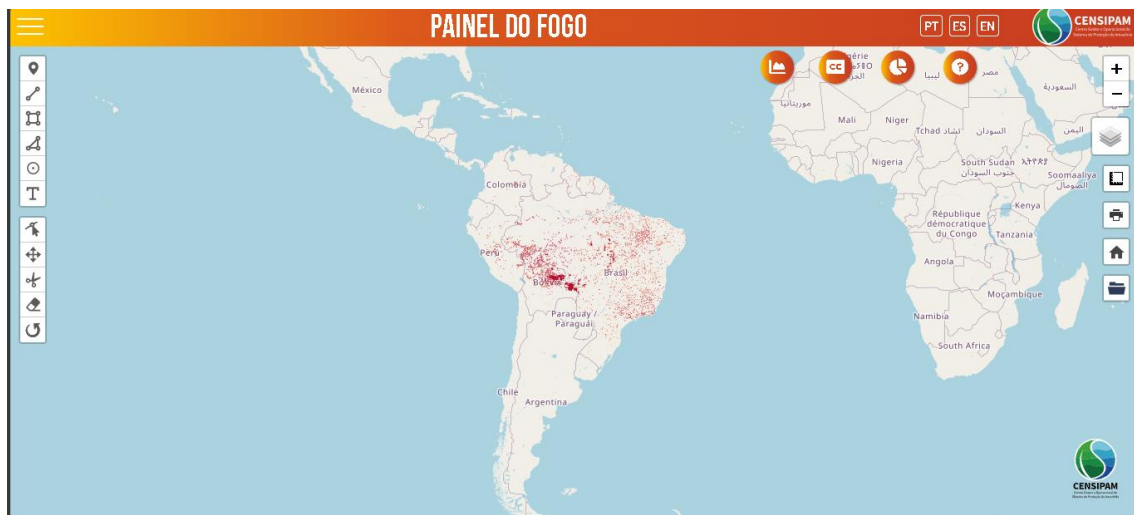 PAINEL DO FOGO
PT ES EN
CENSIPAM
México
CC
ليبيا
مصر
السعودية
موريتانيا
Mali
Niger
Tchad تشاد
السودان
اليمن
Nigeria
South Sudan
جنوب السودان
Soomaaliya
الصومال
Colombia
Kenya
République
démocratique
du Congo
Tanzania
Perú
Brasil
Bolivia
Angola
Moçambique
Paraguay /
Paraguái
Namibia
South Africa
Chile
Argentina
T
CENSIPAM